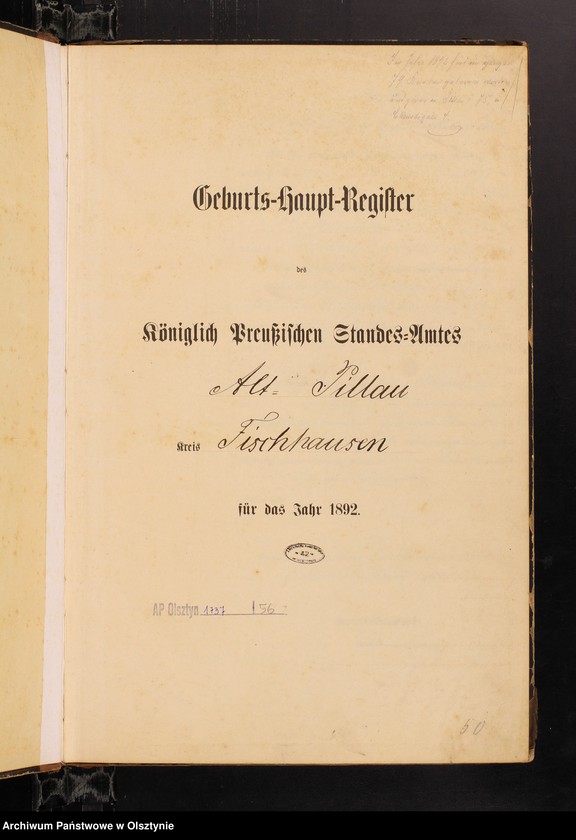 Geburts-Haupt-Register
des
Königlich Preußischen Standes-Amtes
Alt- Pillau
Kreis Fischhausen
für das Jahr 1892.
AP Olsztyn 1737 / 56
50
Archiwum Państwowe w Olsztynie